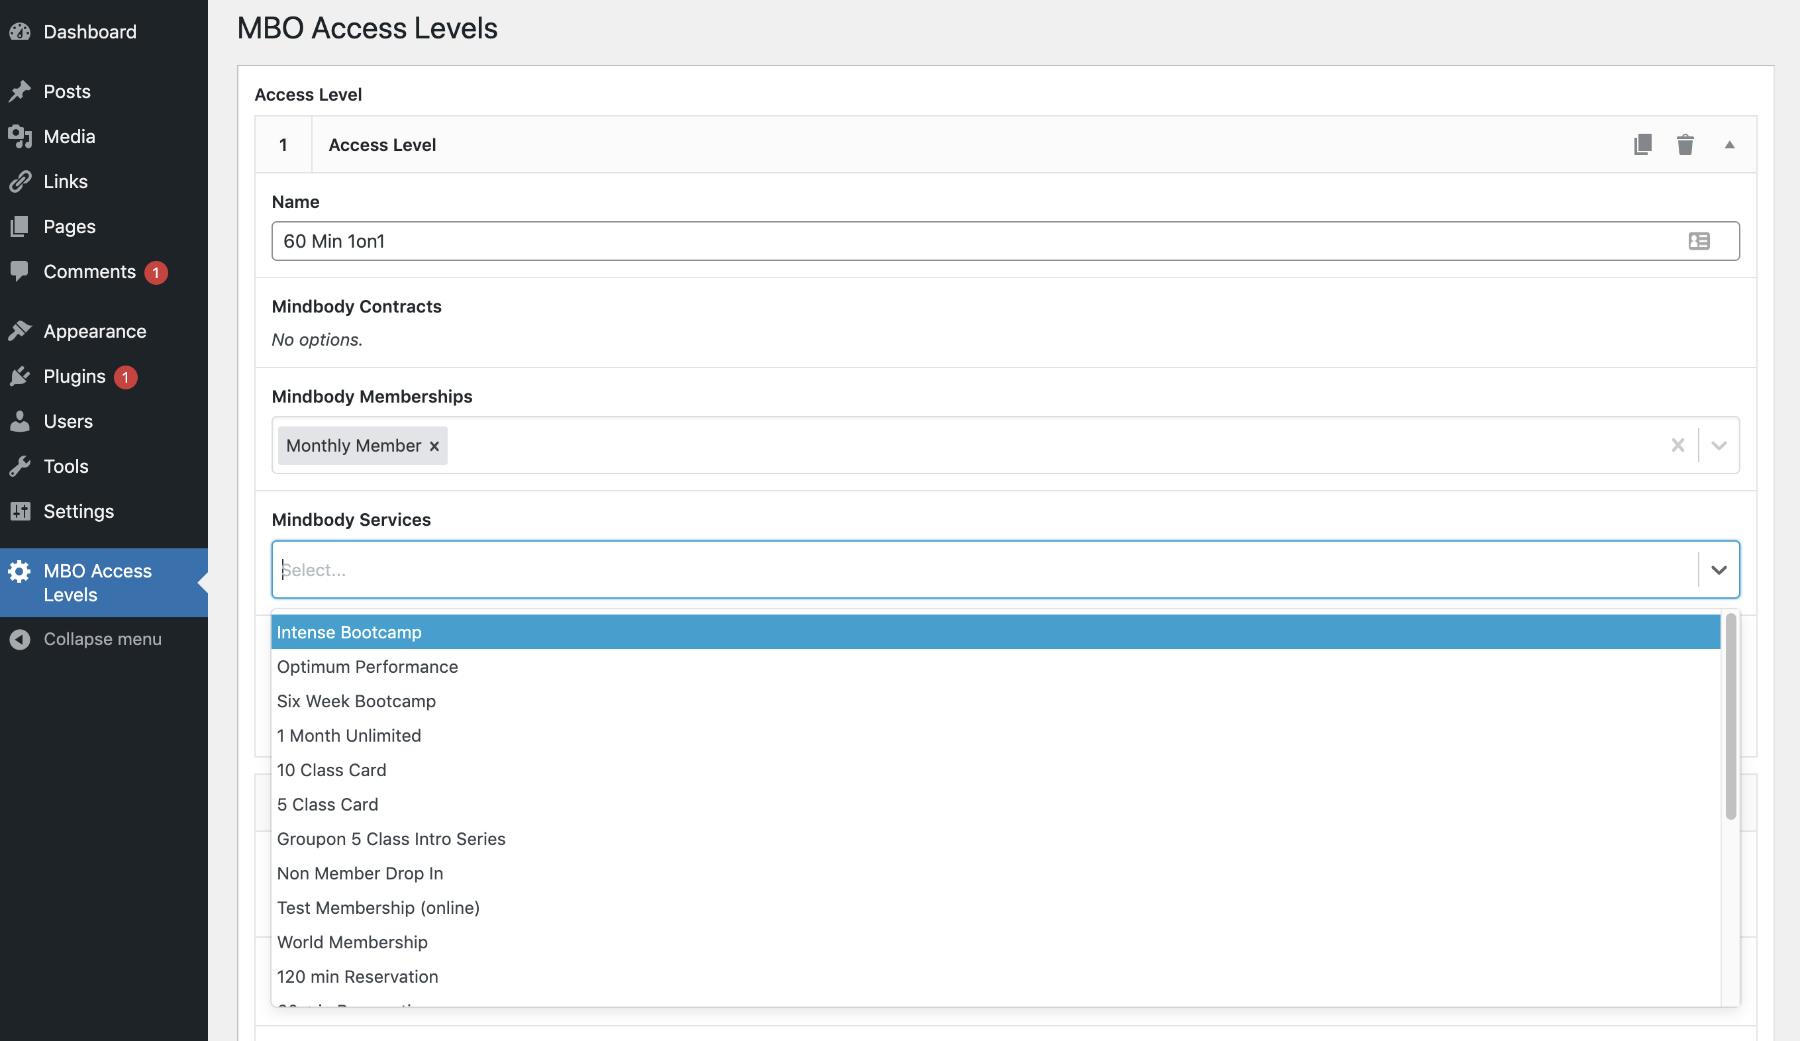 Dashboard
Posts
Media
Links
Pages
Comments 1
Appearance
Plugins 1
Users
Tools
Settings
MBO Access
Levels
Collapse menu
MBO Access Levels
Access Level
1 Access Level
Name
60 Min 1on1
Mindbody Contracts
No options.
Mindbody Memberships
Monthly Member
Mindbody Services
Select...
Intense Bootcamp
Optimum Performance
Six Week Bootcamp
1 Month Unlimited
10 Class Card
5 Class Card
Groupon 5 Class Intro Series
Non Member Drop In
Test Membership (online)
World Membership
120 min Reservation